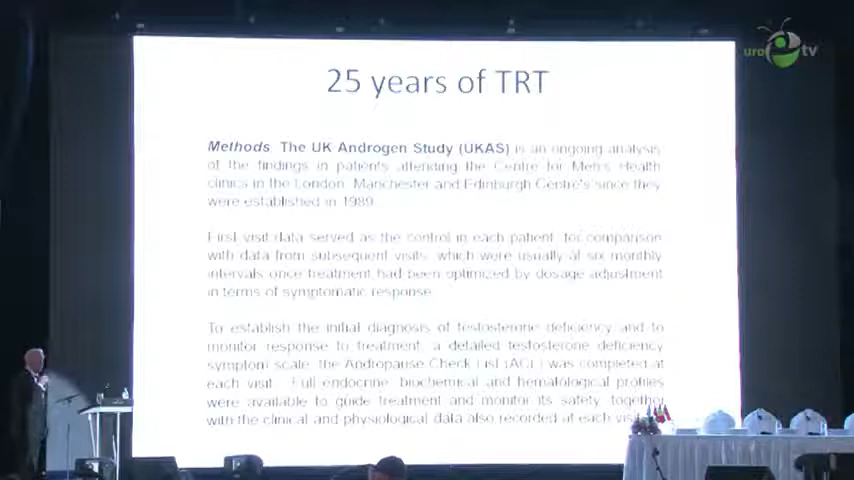 uro tv
25 years of TRT
Methods The UK Androgen Study (UKAS) is an ongoing analysis
of the findings in patients attending the Centre for Men's Health
clinics in the London, Manchester and Edinburgh Centre's since they
were established in 1989
First visit data served as the control in each patient, for comparison
with data from subsequent visits, which were usually at six monthly
intervals once treatment had been optimized by dosage adjustment
in terms of symptomatic response
To establish the initial diagnosis of testosterone deficiency and to
monitor response to treatment, a detailed testosterone deficiency
symptom scale, the Andropause Check List (ACL) was completed at
each visit. Full endocrine, biochemical and hematological profiles
were available to guide treatment and monitor its safety, together
with the clinical and physiological data also recorded at each